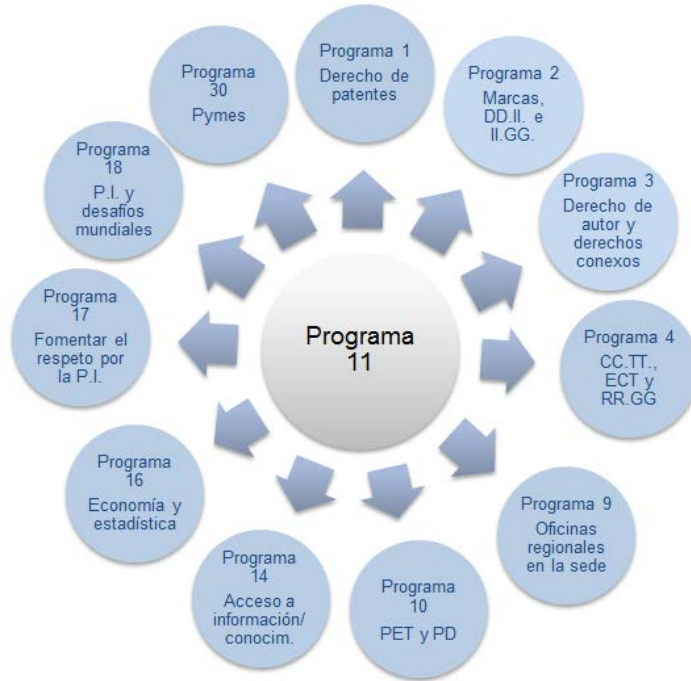 Programa 1
Derecho de
patentes
Programa 2
Marcas,
DD.II. e
II.GG.
Programa 3
Derecho de
autor y
derechos
conexos
Programa 4
CC.TT.,
ECT y
RR.GG
Programa 9
Oficinas
regionales
en la sede
Programa
10
PET y PD
Programa
14
Acceso a
información/
conocim.
Programa
16
Economía y
estadística
Programa
17
Fomentar el
respeto por
la P.I.
Programa
18
P.I. y
desafíos
mundiales
Programa
30
Pymes
Programa
11